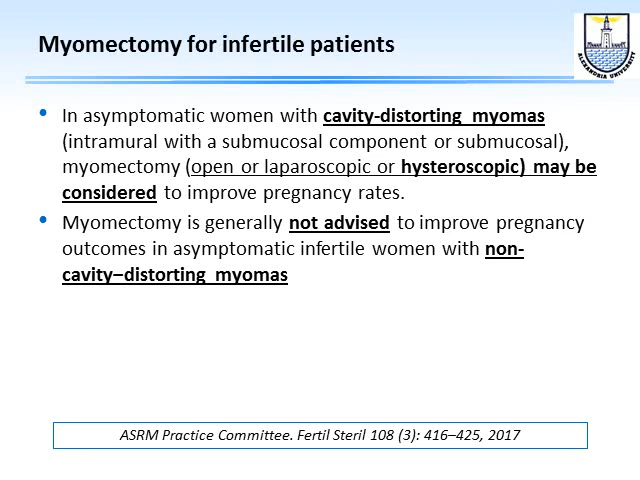 Myomectomy for infertile patients
ALEXANDRIA UNIVERSITY
• In asymptomatic women with cavity-distorting myomas
(intramural with a submucosal component or submucosal),
myomectomy (open or laparoscopic or hysteroscopic) may be
considered to improve pregnancy rates.
• Myomectomy is generally not advised to improve pregnancy
outcomes in asymptomatic infertile women with non-
cavity–distorting myomas
ASRM Practice Committee. Fertil Steril 108 (3): 416–425, 2017